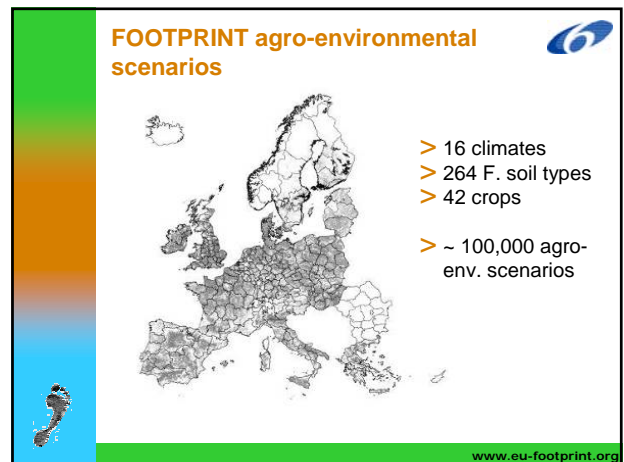 FOOTPRINT agro-environmental
scenarios
> 16 climates
> 264 F. soil types
> 42 crops
> ~ 100,000 agro-
env. scenarios
www.eu-footprint.org